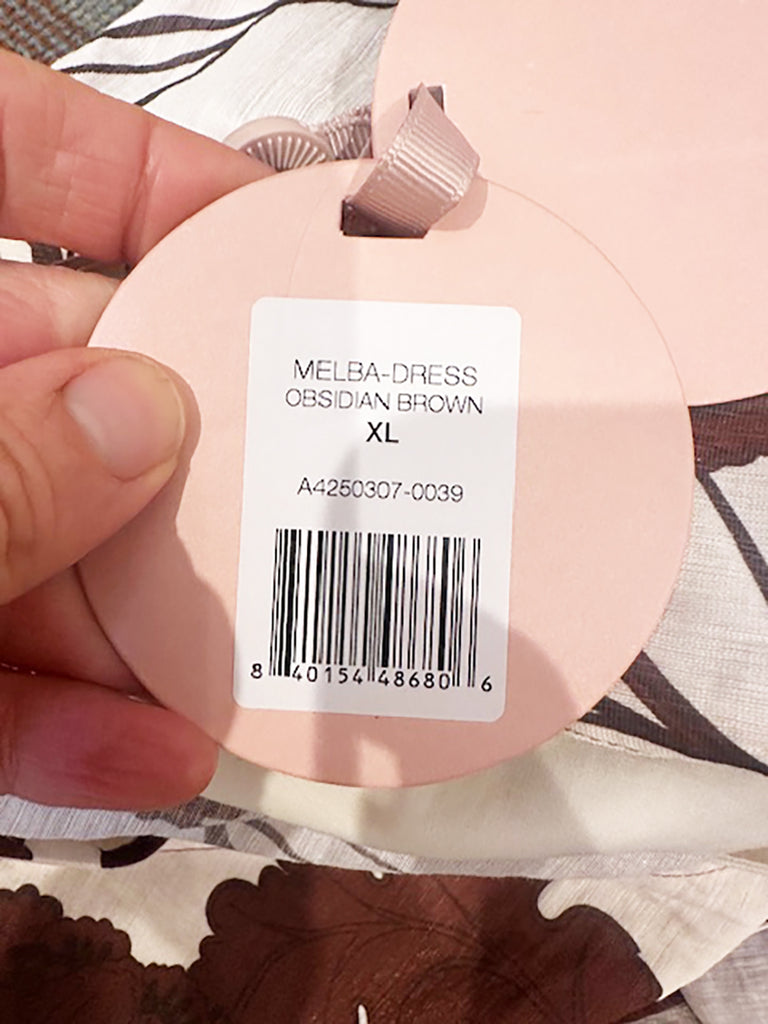 MELBA-DRESS
OBSIDIAN BROWN
XL
A4250307-0039
8 40154 48680 6